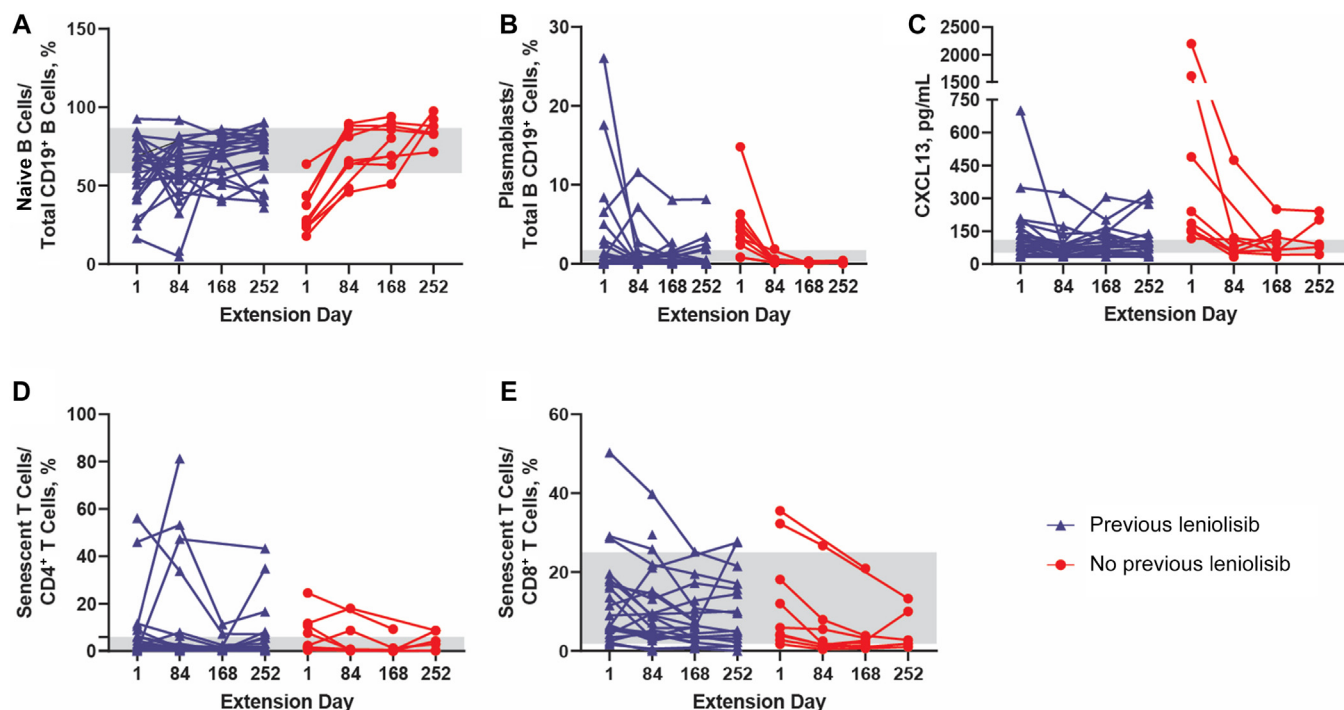 A
Naive B Cells/
Total CD19⁺ B Cells, %
150
100
50
0
1 84 168 252 1 84 168 252
Extension Day
B
Plasmablasts/
Total B CD19⁺ Cells, %
30
20
10
0
1 84 168 252 1 84 168 252
Extension Day
C
CXCL13, pg/mL
2500
2000
1500
750
600
450
300
150
0
1 84 168 252 1 84 168 252
Extension Day
D
Senescent T Cells/
CD4⁺ T Cells, %
100
80
60
40
20
0
1 84 168 252 1 84 168 252
Extension Day
E
Senescent T Cells/
CD8⁺ T Cells, %
60
40
20
0
1 84 168 252 1 84 168 252
Extension Day
Previous leniolisib
No previous leniolisib